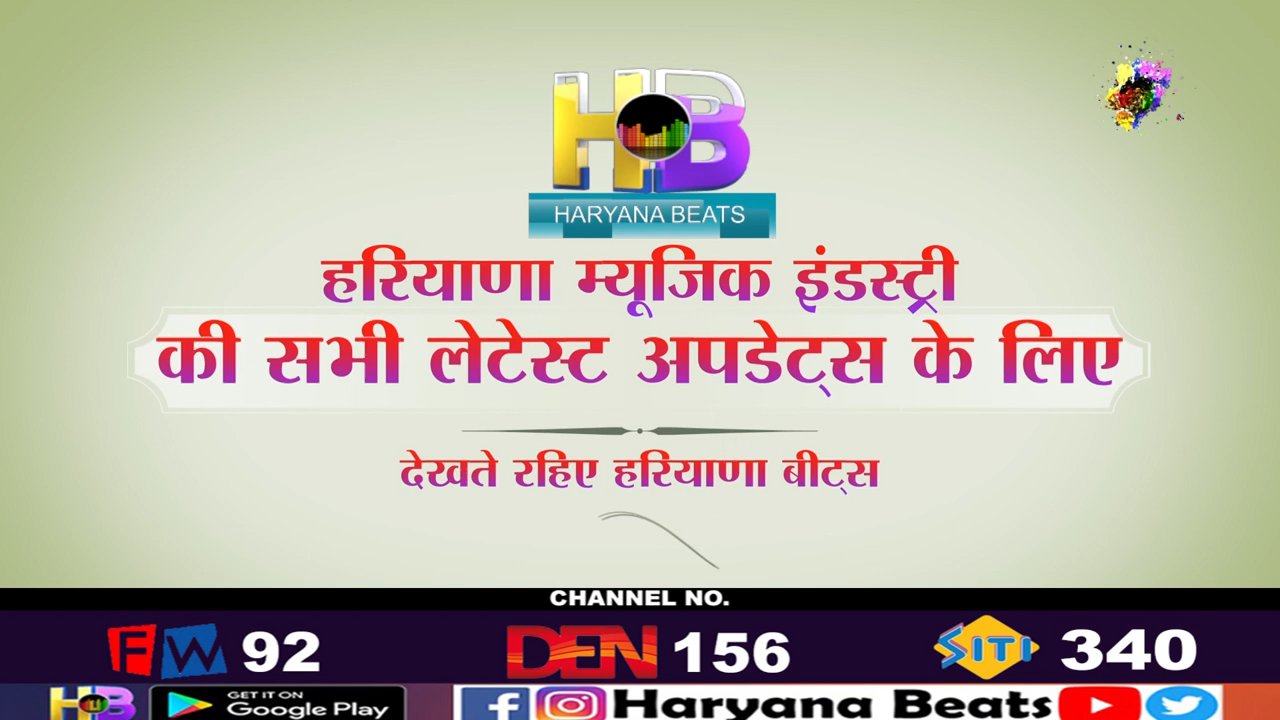 HB
HARYANA BEATS
हरियाणा म्यूजिक इंडस्ट्री
की सभी लेटेस्ट अपडेट्स के लिए
देखते रहिए हरियाणा बीट्स
CHANNEL NO.
FW 92 DEN 156 SITI 340
HB GET IT ON Google Play f Haryana Beats